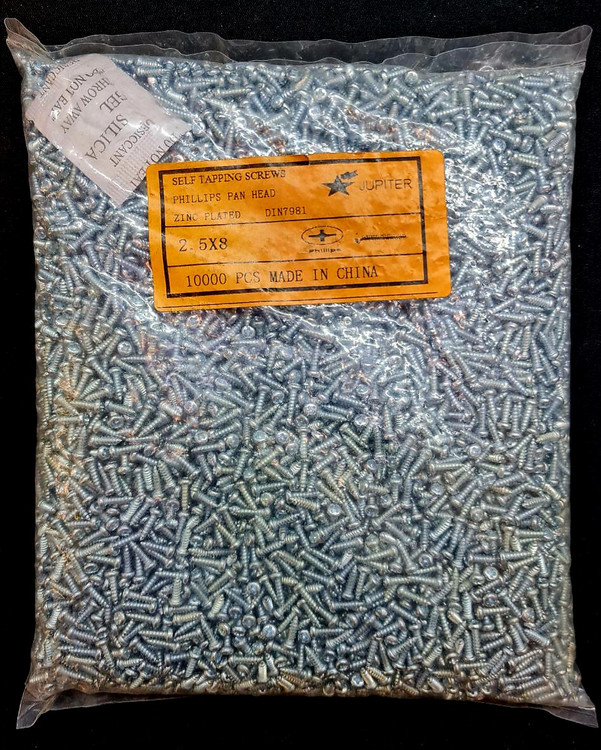 THROW AWAY
DO NOT EAT
SILICA
GEL
DESICCANT
SELF TAPPING SCREWS
PHILLIPS PAN HEAD
ZINC PLATED DIN7981
JUPITER
2.5X8
Phillips
10000 PCS MADE IN CHINA